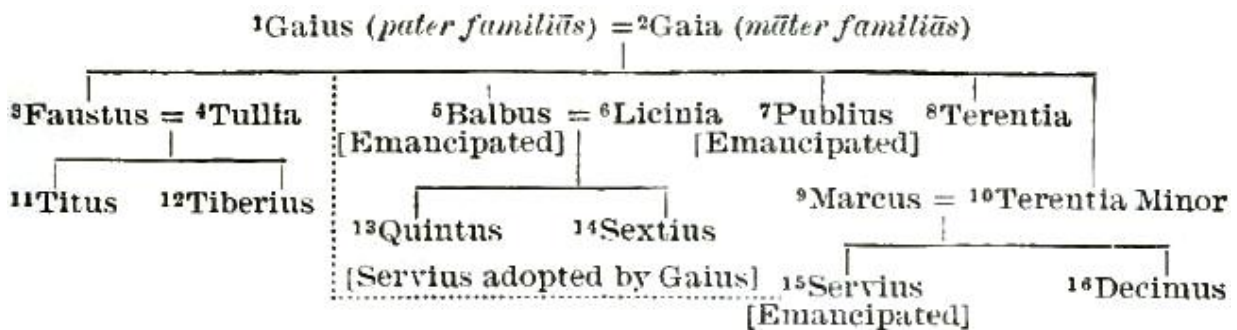 ¹Gaius (pater familiās) = ²Gaia (māter familiās)
³Faustus = ⁴Tullia ⁵Balbus = ⁶Licinia ⁷Publius ⁸Terentia
[Emancipated] [Emancipated]
¹¹Titus ¹²Tiberius ⁹Marcus = ¹⁰Terentia Minor
¹³Quintus ¹⁴Sextius
[Servius adopted by Gaius] ¹⁵Servius ¹⁶Decimus
[Emancipated]